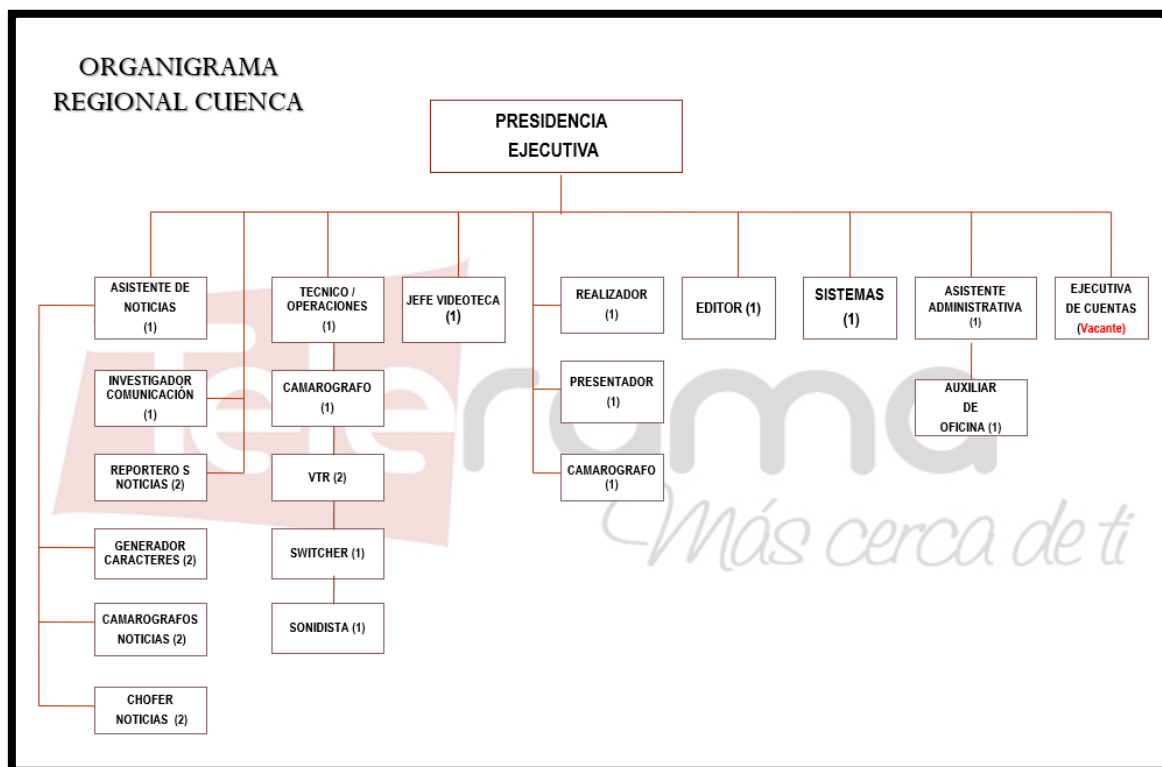 ORGANIGRAMA
REGIONAL CUENCA
PRESIDENCIA
EJECUTIVA
ASISTENTE DE
NOTICIAS
(1)
TECNICO /
OPERACIONES
(1)
JEFE VIDEOTECA
(1)
REALIZADOR
(1)
EDITOR (1)
SISTEMAS
(1)
ASISTENTE
ADMINISTRATIVA
(1)
EJECUTIVA
DE CUENTAS
(Vacante)
INVESTIGADOR
COMUNICACIÓN
(1)
CAMAROGRAFO
(1)
PRESENTADOR
(1)
AUXILIAR
DE
OFICINA (1)
REPORTERO S
NOTICIAS (2)
VTR (2)
CAMAROGRAFO
(1)
GENERADOR
CARACTERES (2)
SWITCHER (1)
CAMAROGRAFOS
NOTICIAS (2)
SONIDISTA (1)
CHOFER
NOTICIAS (2)
Telerama
Más cerca de ti